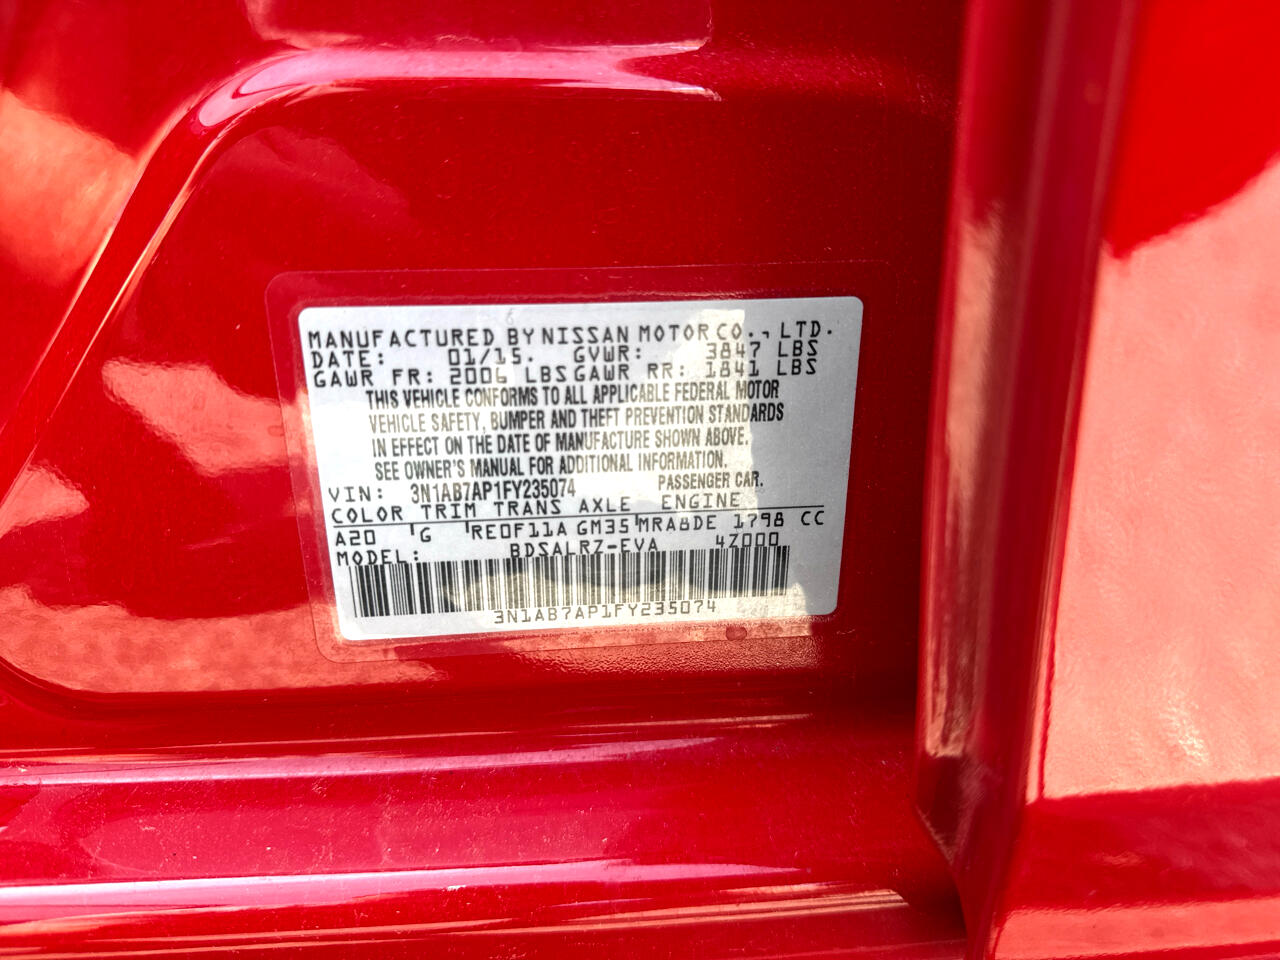 MANUFACTURED BY NISSAN MOTOR CO., LTD.
DATE: 01/15. GVWR: 3847 LBS
GAWR FR: 2006 LBS GAWR RR: 1841 LBS
THIS VEHICLE CONFORMS TO ALL APPLICABLE FEDERAL MOTOR
VEHICLE SAFETY, BUMPER AND THEFT PREVENTION STANDARDS
IN EFFECT ON THE DATE OF MANUFACTURE SHOWN ABOVE.
SEE OWNER'S MANUAL FOR ADDITIONAL INFORMATION.
VIN: 3N1AB7AP1FY235074 PASSENGER CAR.
COLOR TRIM TRANS AXLE ENGINE
A20 G RE0F11A GM35 MRA8DE 1798 CC
MODEL: BDSALRZ-EVA 4Z000
3N1AB7AP1FY235074